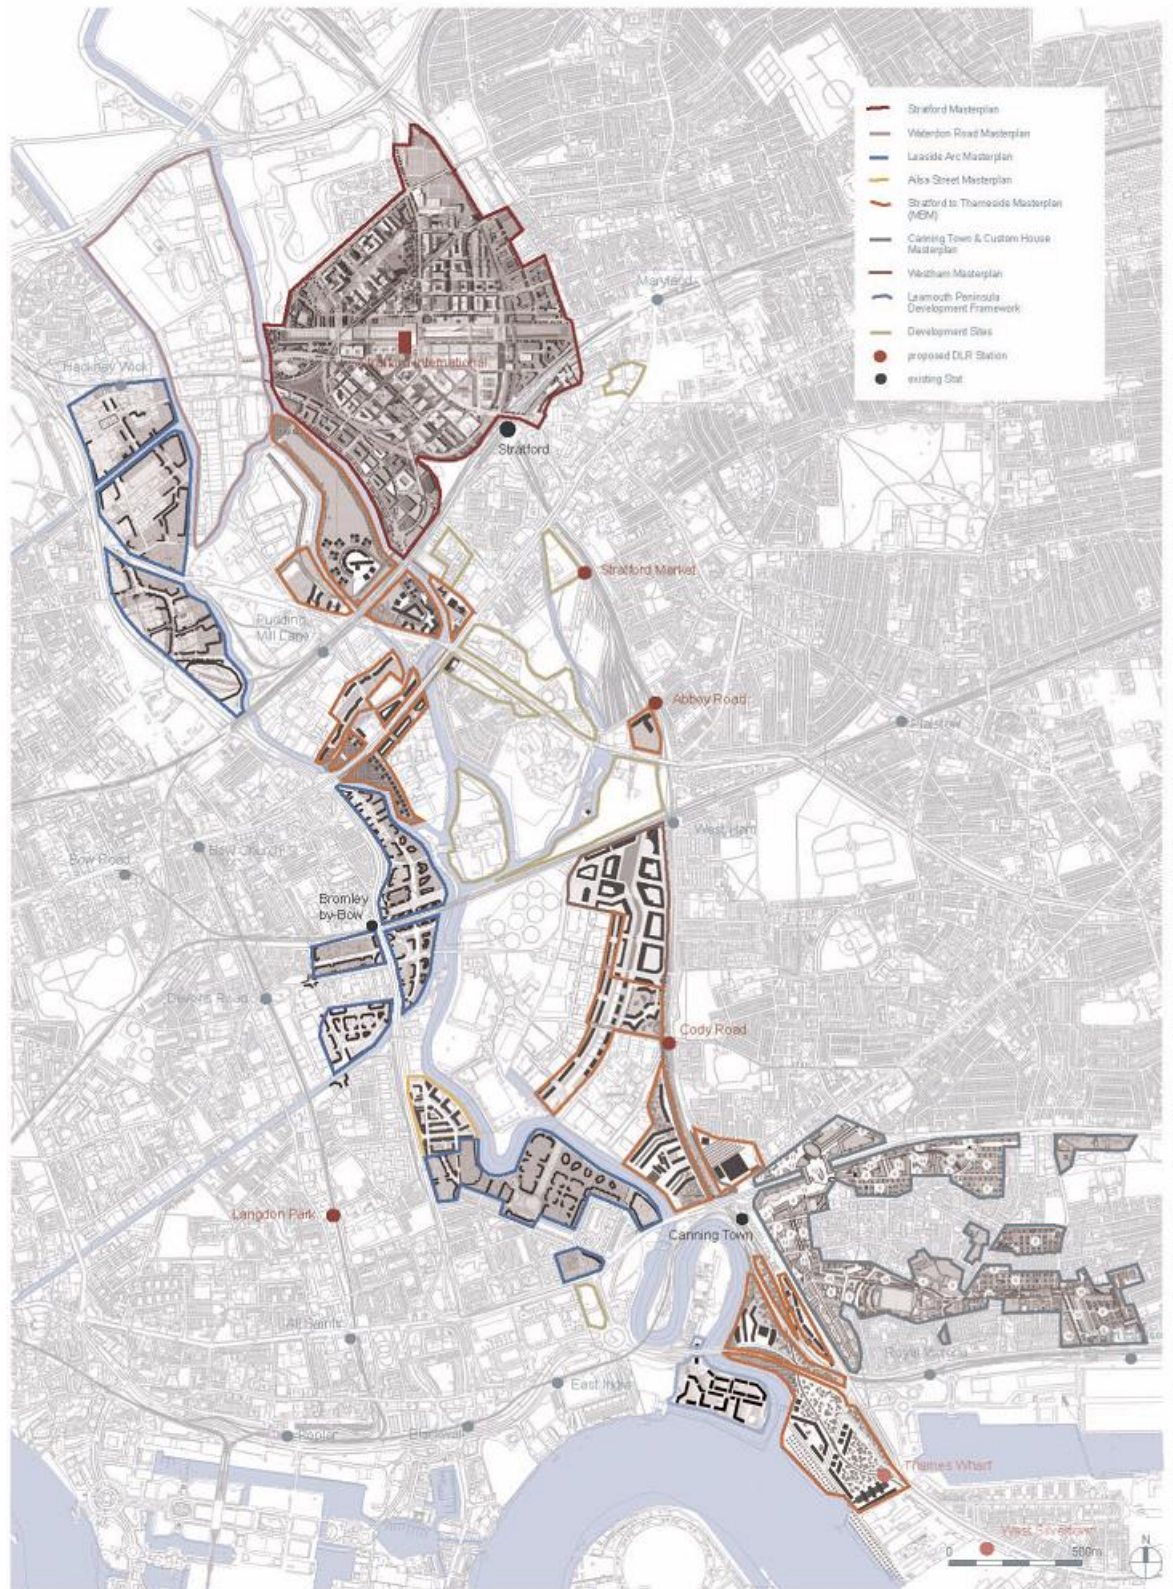 Stratford Masterplan
Waterdon Road Masterplan
Leaside Arc Masterplan
Ailsa Street Masterplan
Stratford to Thameside Masterplan
(MBM)
Canning Town & Custom House
Masterplan
Westham Masterplan
Leamouth Peninsula
Development Framework
Development Sites
proposed DLR Station
existing Stat
Maryland
Stratford International
Hackney Wick
Stratford
Stratford Market
Pudding
Mill Lane
Abbey Road
Plaistow
West Ham
Bow Church
Bow Road
Bromley
by-Bow
Devons Road
Cody Road
Langdon Park
Canning Town
All Saints
Royal Victoria
East India
Poplar
Blackwall
Thames Wharf
West Silvertown
N
0 500m